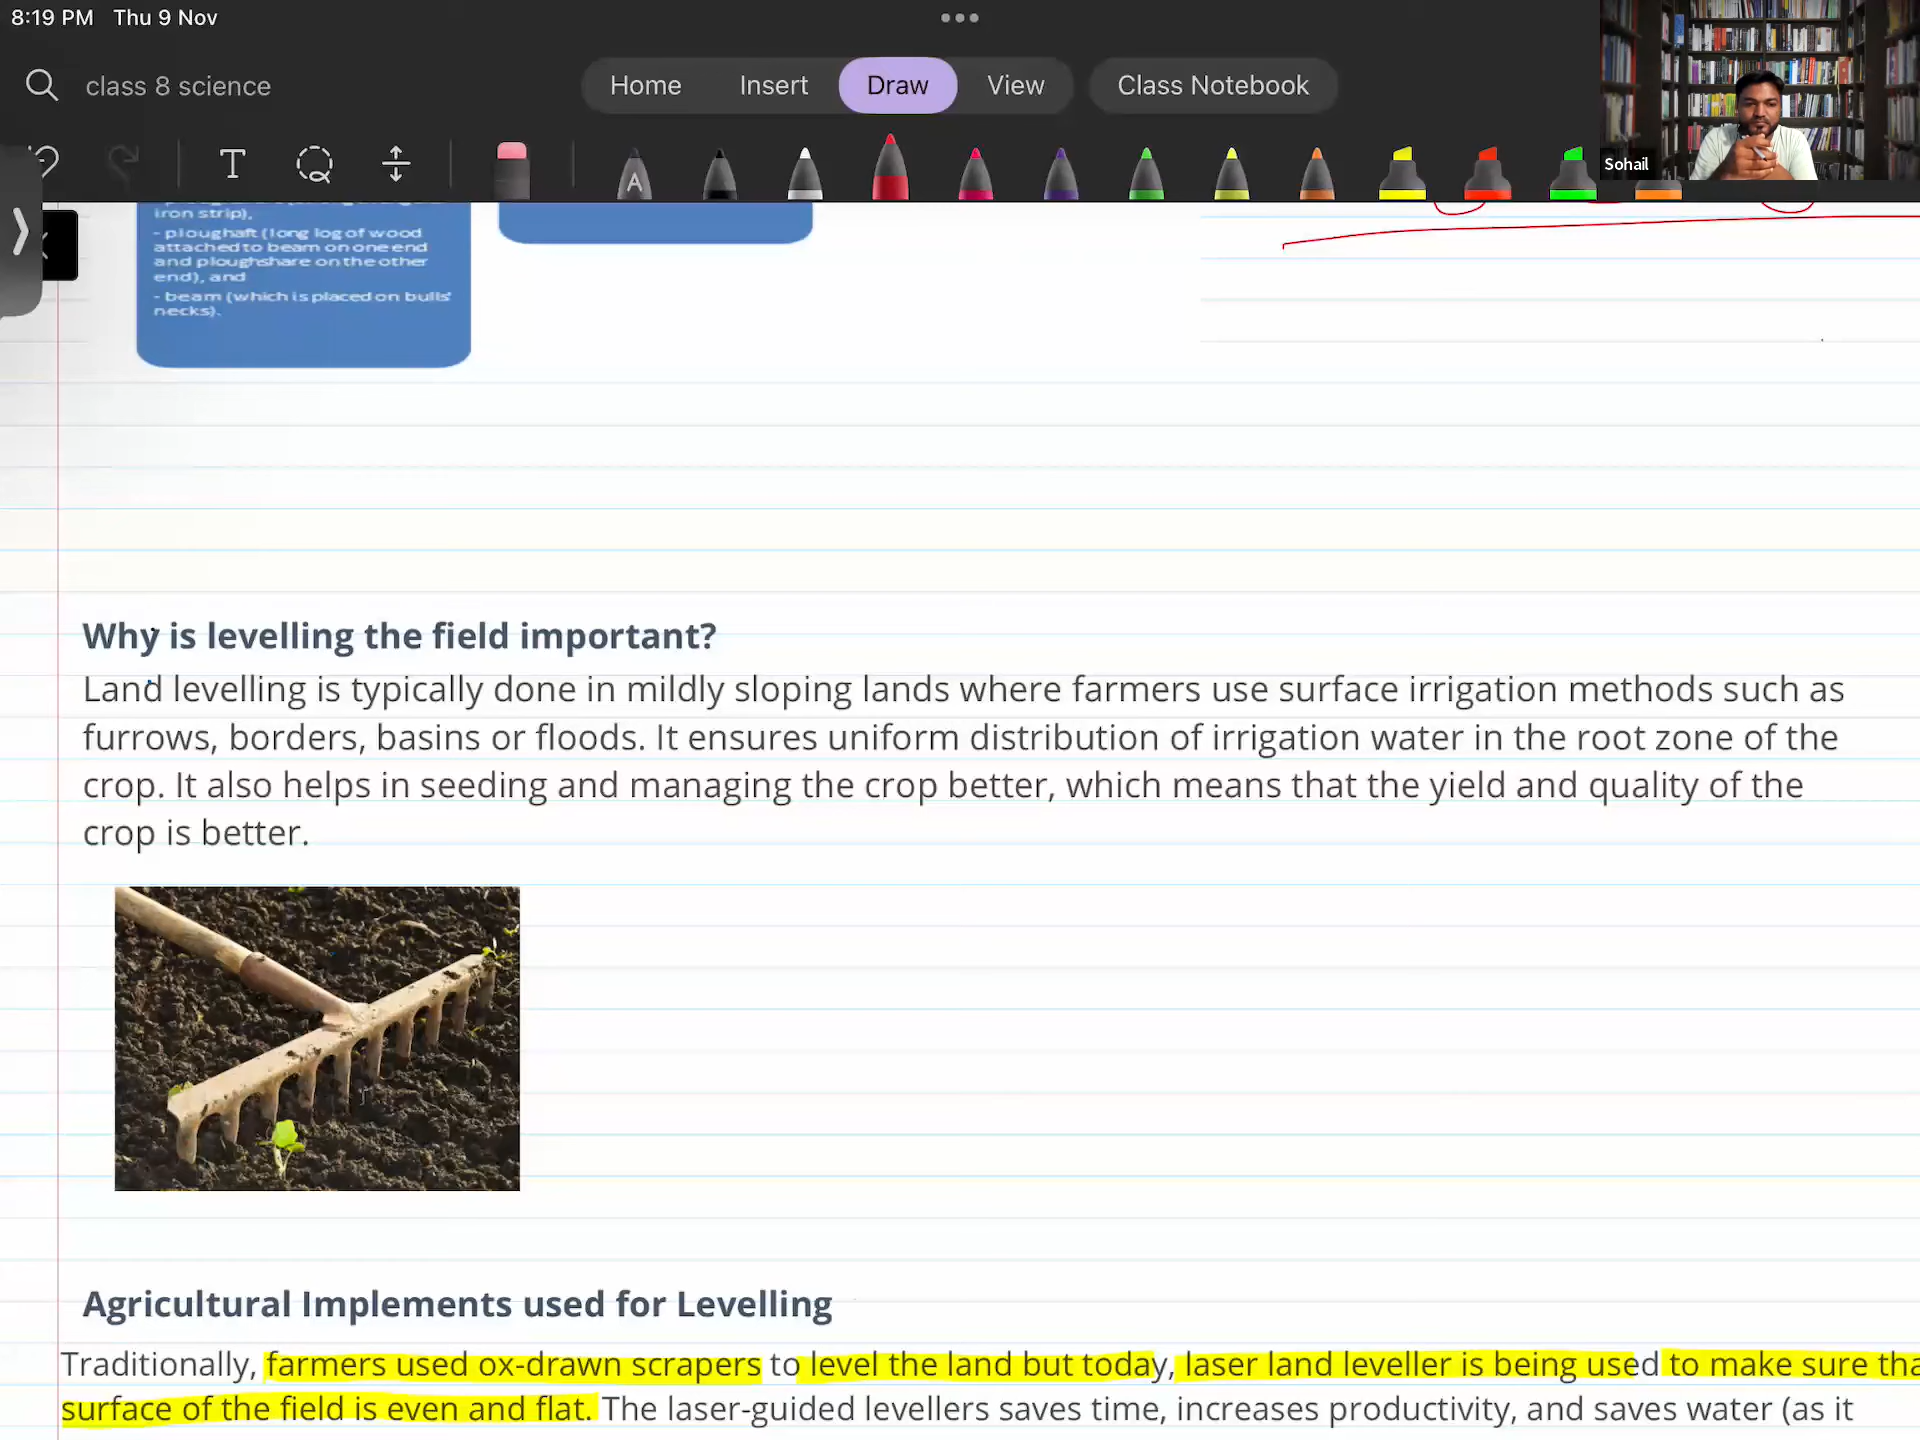 8:19 PM Thu 9 Nov
class 8 science
Home Insert Draw View Class Notebook
T
A
Sohail
iron strip),
- ploughaft (long log of wood
attached to beam on one end
and ploughshare on the other
end), and
- beam (which is placed on bulls'
necks).
Why is levelling the field important?
Land levelling is typically done in mildly sloping lands where farmers use surface irrigation methods such as
furrows, borders, basins or floods. It ensures uniform distribution of irrigation water in the root zone of the
crop. It also helps in seeding and managing the crop better, which means that the yield and quality of the
crop is better.
Agricultural Implements used for Levelling
Traditionally, farmers used ox-drawn scrapers to level the land but today, laser land leveller is being used to make sure tha
surface of the field is even and flat. The laser-guided levellers saves time, increases productivity, and saves water (as it